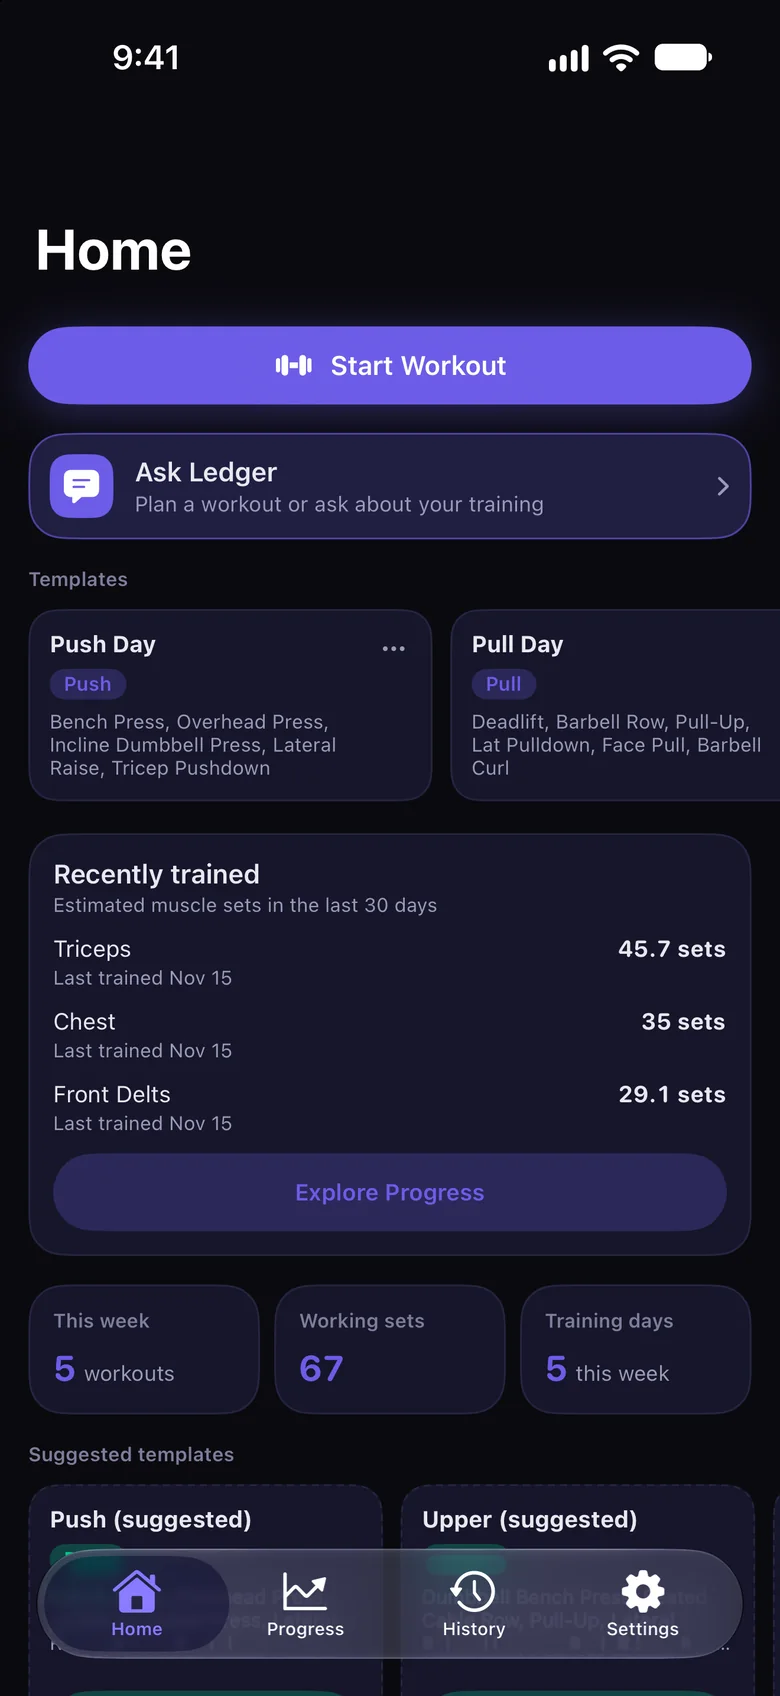 9:41
Home
Start Workout
Ask Ledger
Plan a workout or ask about your training
Templates
Push Day
Push
Bench Press, Overhead Press,
Incline Dumbbell Press, Lateral
Raise, Tricep Pushdown
Pull Day
Pull
Deadlift, Barbell Row, Pull-Up,
Lat Pulldown, Face Pull, Barbell
Curl
Recently trained
Estimated muscle sets in the last 30 days
Triceps
45.7 sets
Last trained Nov 15
Chest
35 sets
Last trained Nov 15
Front Delts
29.1 sets
Last trained Nov 15
Explore Progress
This week
5 workouts
Working sets
67
Training days
5 this week
Suggested templates
Push (suggested)
Upper (suggested)
Home
Progress
History
Settings